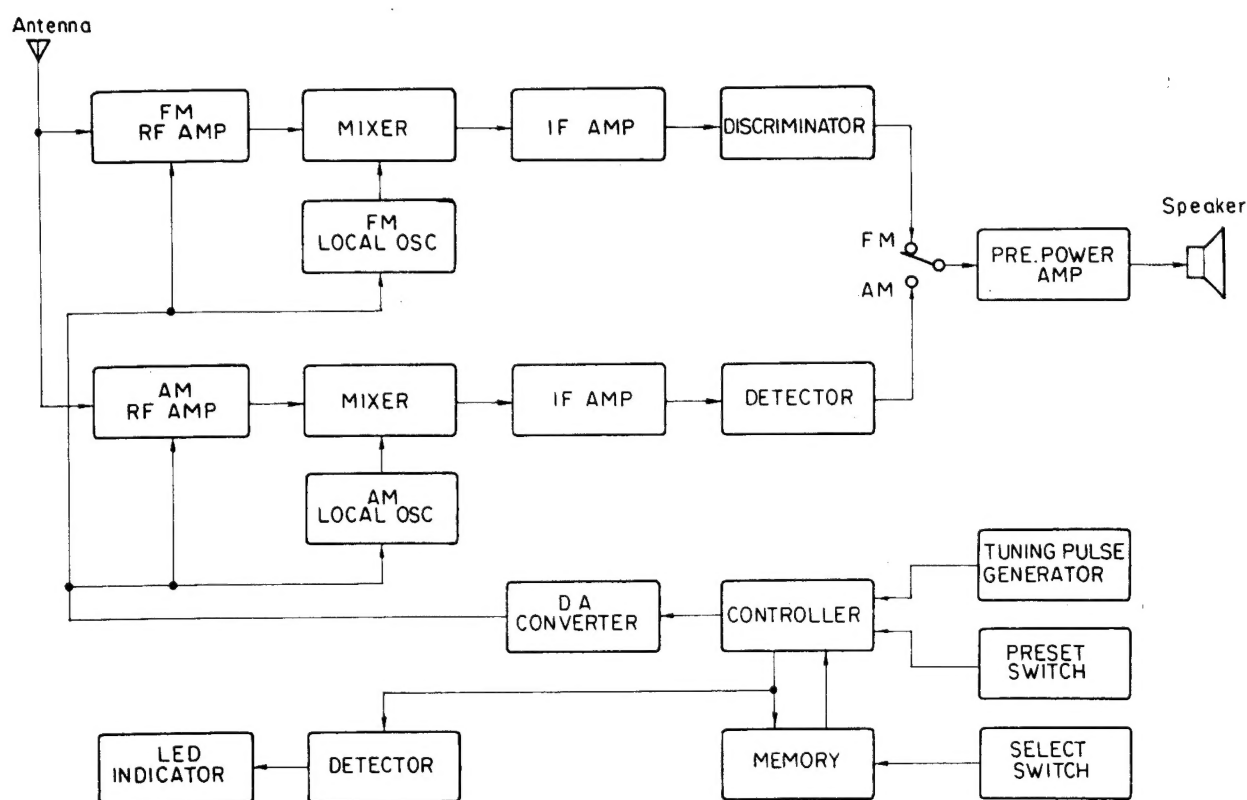 Antenna
FM
RF AMP
MIXER
IF AMP
DISCRIMINATOR
FM
LOCAL OSC
Speaker
FM
PRE.POWER
AMP
AM
AM
RF AMP
MIXER
IF AMP
DETECTOR
AM
LOCAL OSC
TUNING PULSE
GENERATOR
D A
CONVERTER
CONTROLLER
PRESET
SWITCH
LED
INDICATOR
DETECTOR
MEMORY
SELECT
SWITCH